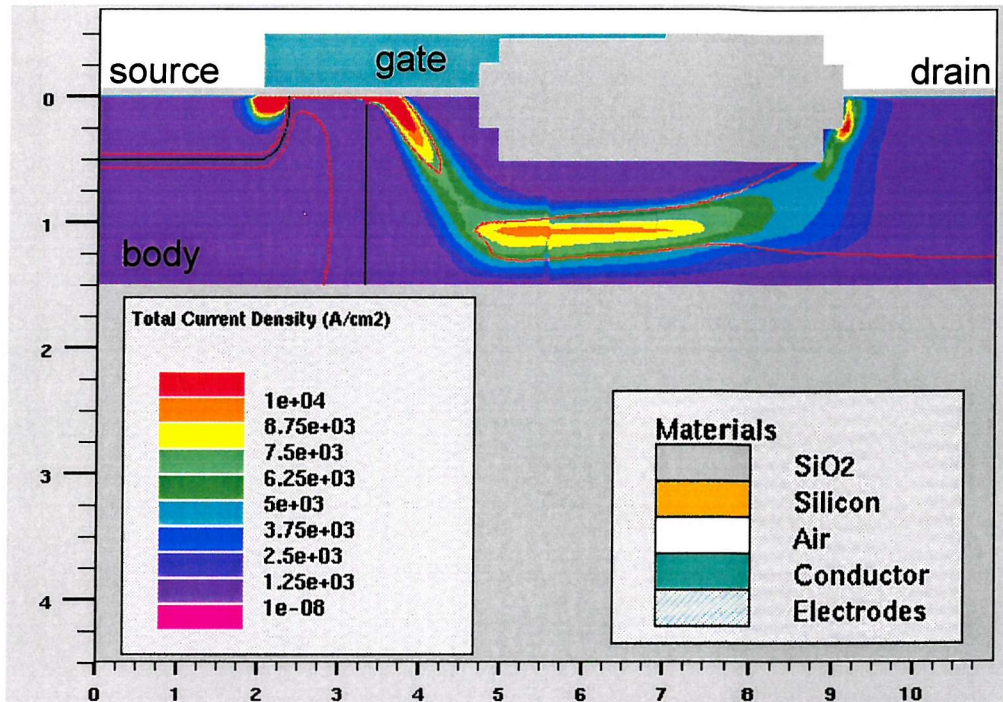 source
gate
drain
0
body
1
Total Current Density (A/cm2)
1e+04
8.75e+03
7.5e+03
6.25e+03
5e+03
3.75e+03
2.5e+03
1.25e+03
1e-08
Materials
SiO2
Silicon
Air
Conductor
Electrodes
2
3
4
0 1 2 3 4 5 6 7 8 9 10